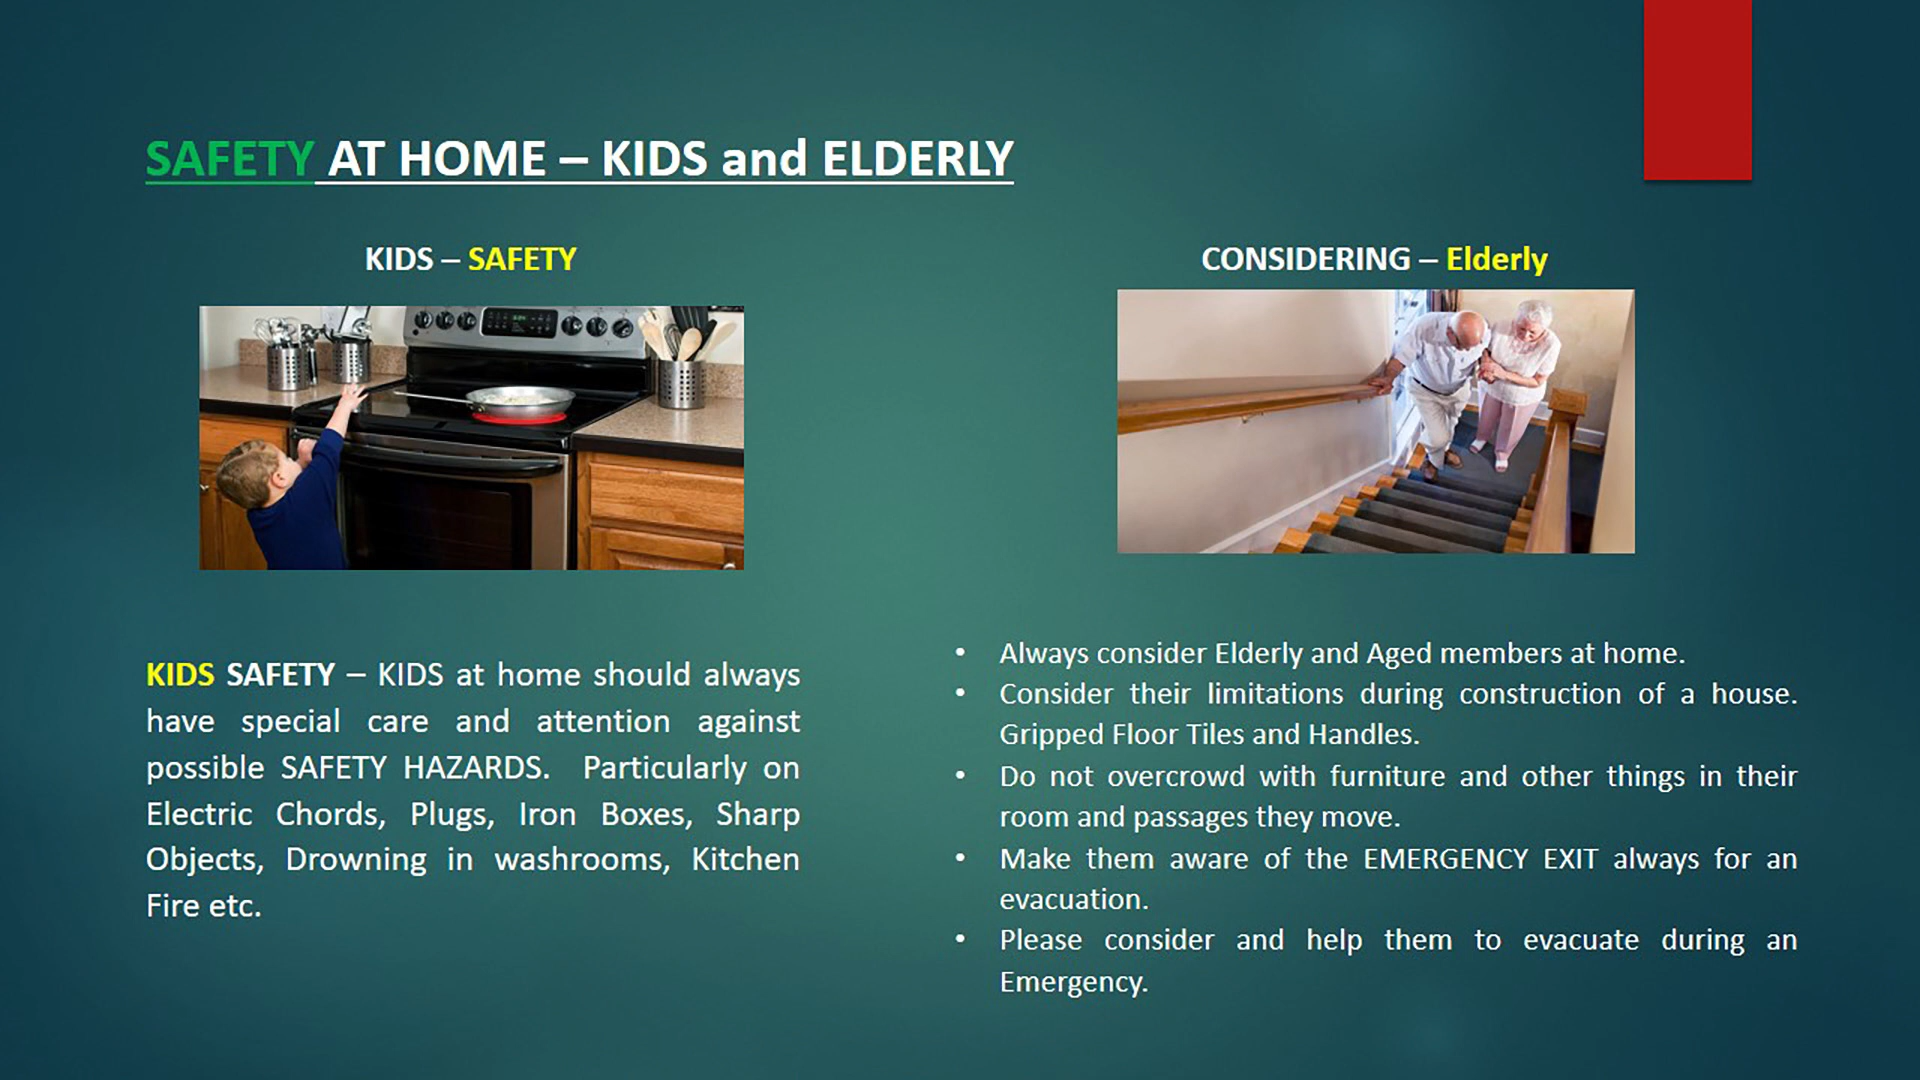 SAFETY AT HOME – KIDS and ELDERLY
KIDS – SAFETY
KIDS SAFETY – KIDS at home should always
have special care and attention against
possible SAFETY HAZARDS. Particularly on
Electric Chords, Plugs, Iron Boxes, Sharp
Objects, Drowning in washrooms, Kitchen
Fire etc.
CONSIDERING – Elderly
• Always consider Elderly and Aged members at home.
• Consider their limitations during construction of a house.
Gripped Floor Tiles and Handles.
• Do not overcrowd with furniture and other things in their
room and passages they move.
• Make them aware of the EMERGENCY EXIT always for an
evacuation.
• Please consider and help them to evacuate during an
Emergency.